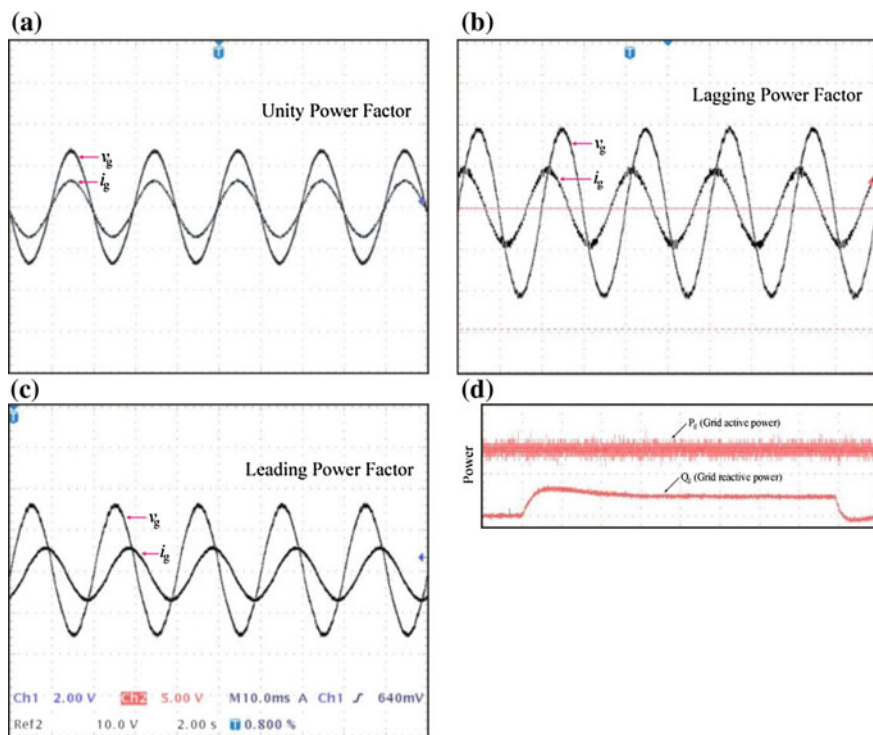 (a)
T
Unity Power Factor
vg
ig
(b)
T
Lagging Power Factor
vg
ig
(c)
T
Leading Power Factor
vg
ig
Ch1 2.00 V Ch2 5.00 V M10.0ms A Ch1 ∫ 640mV
Ref2 10.0 V 2.00 s T 0.800 %
(d)
Power
Pg (Grid active power)
Qg (Grid reactive power)